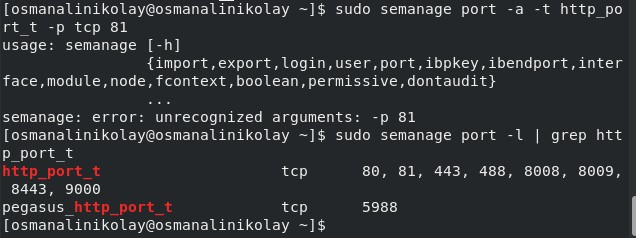 [osmanalinikolay@osmanalinikolay ~]$ sudo semanage port -a -t http_po
rt_t -p tcp 81
usage: semanage [-h]
                {import,export,login,user,port,ibpkey,ibendport,inter
face,module,node,fcontext,boolean,permissive,dontaudit}
                ...
semanage: error: unrecognized arguments: -p 81
[osmanalinikolay@osmanalinikolay ~]$ sudo semanage port -l | grep htt
p_port_t
http_port_t                    tcp      80, 81, 443, 488, 8008, 8009,
 8443, 9000
pegasus_http_port_t            tcp      5988
[osmanalinikolay@osmanalinikolay ~]$